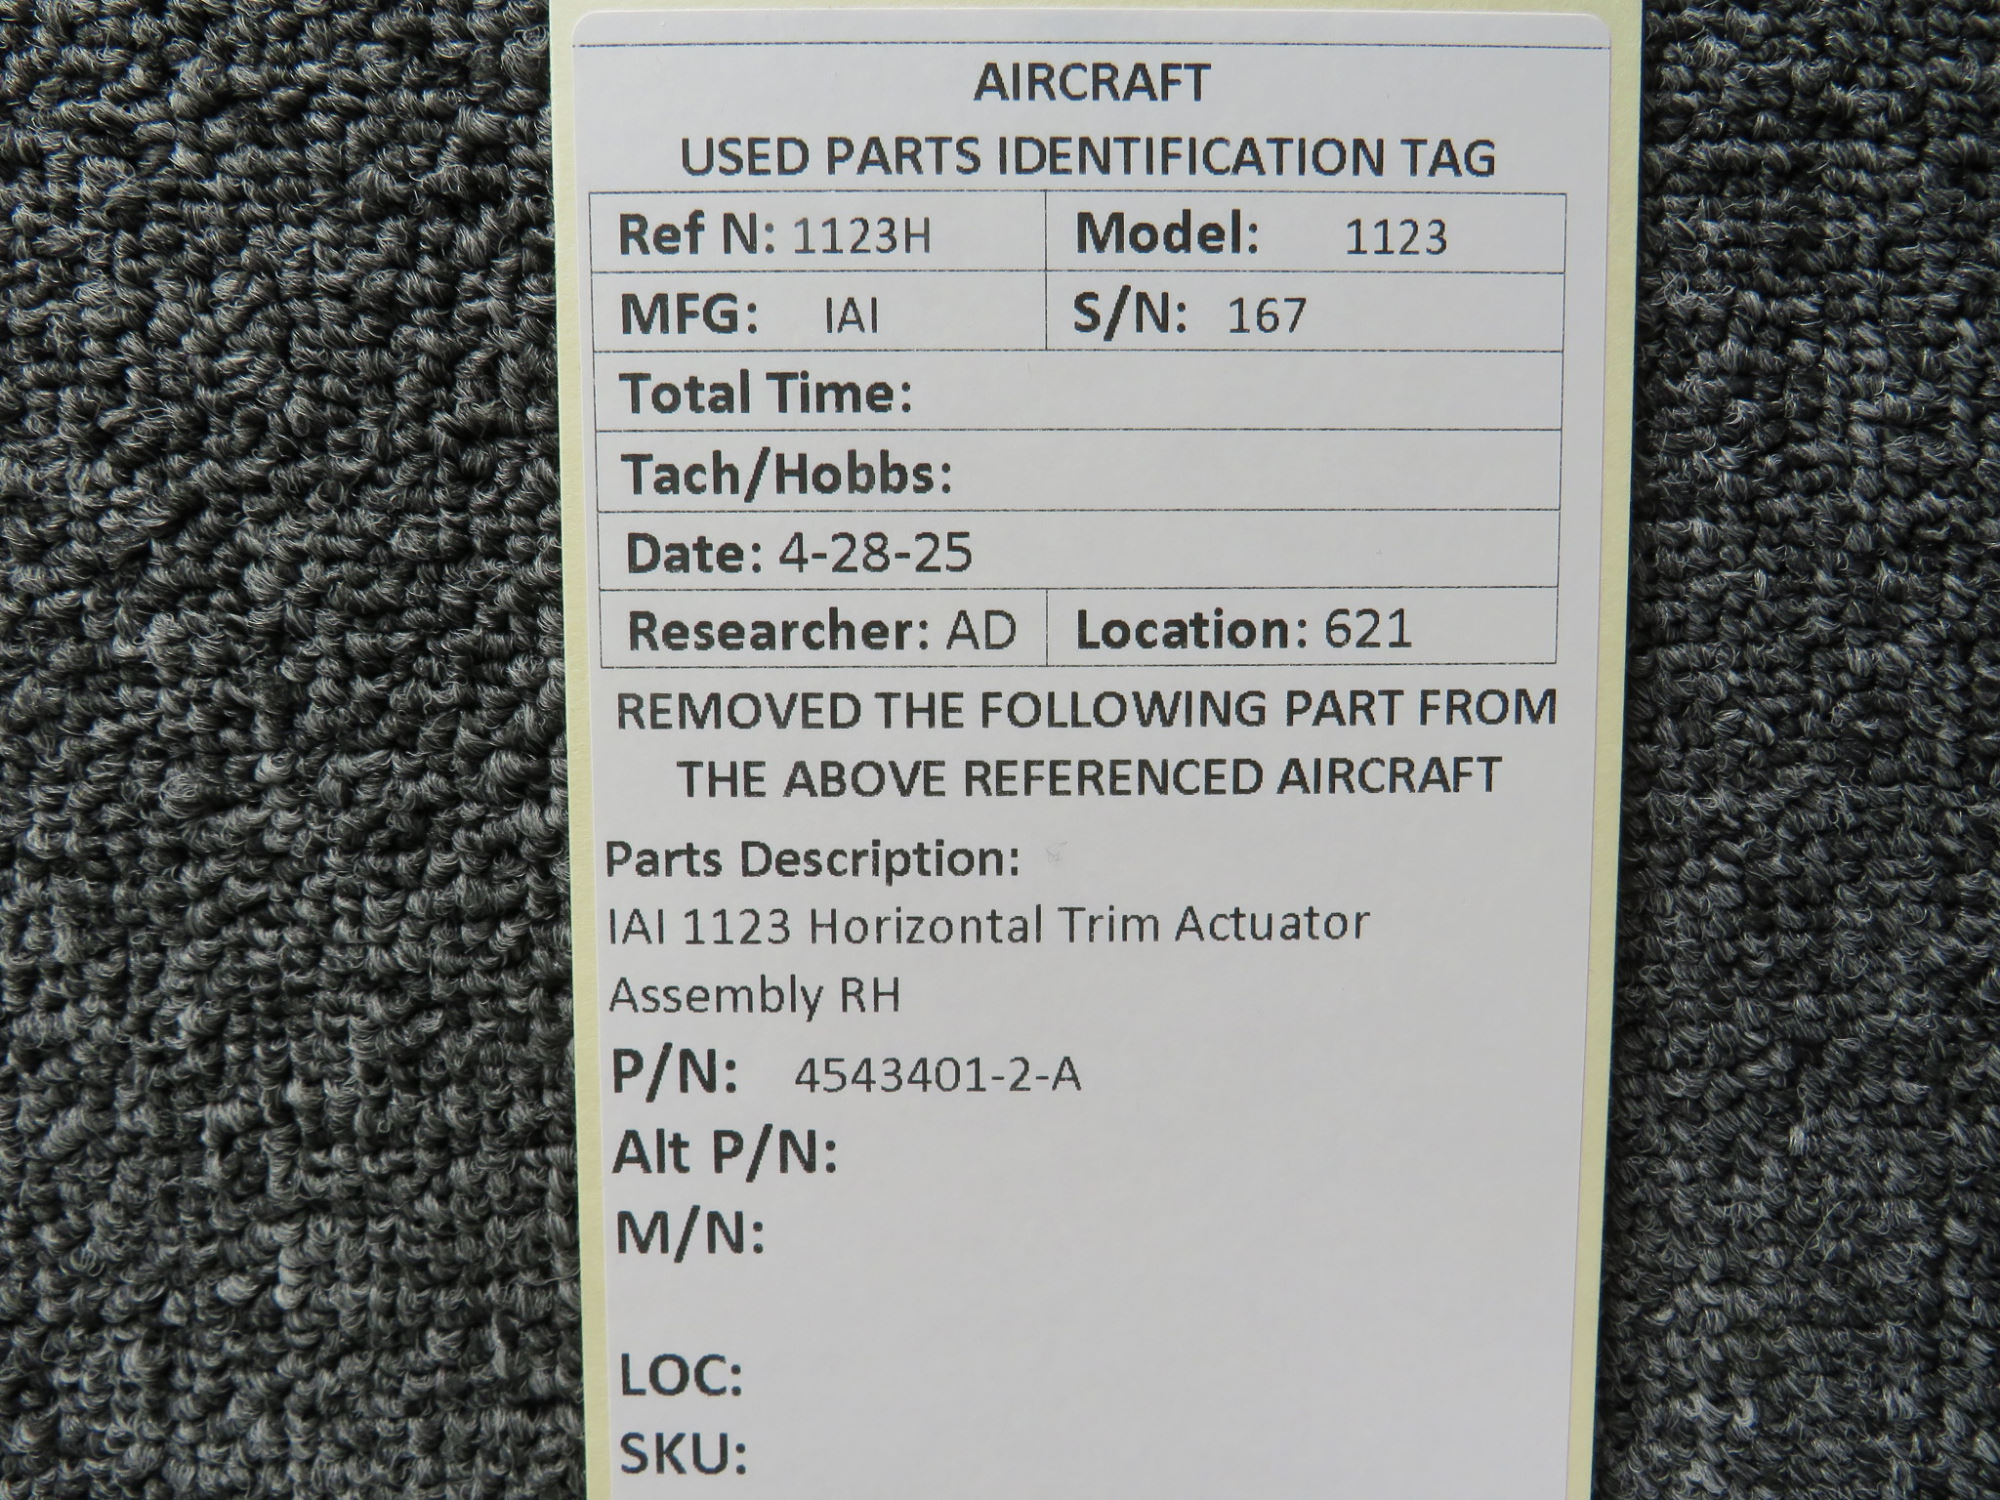 AIRCRAFT
USED PARTS IDENTIFICATION TAG
Ref N: 1123H Model: 1123
MFG: IAI S/N: 167
Total Time:
Tach/Hobbs:
Date: 4-28-25
Researcher: AD Location: 621
REMOVED THE FOLLOWING PART FROM
THE ABOVE REFERENCED AIRCRAFT
Parts Description:
IAI 1123 Horizontal Trim Actuator
Assembly RH
P/N: 4543401-2-A
Alt P/N:
M/N:
LOC:
SKU: